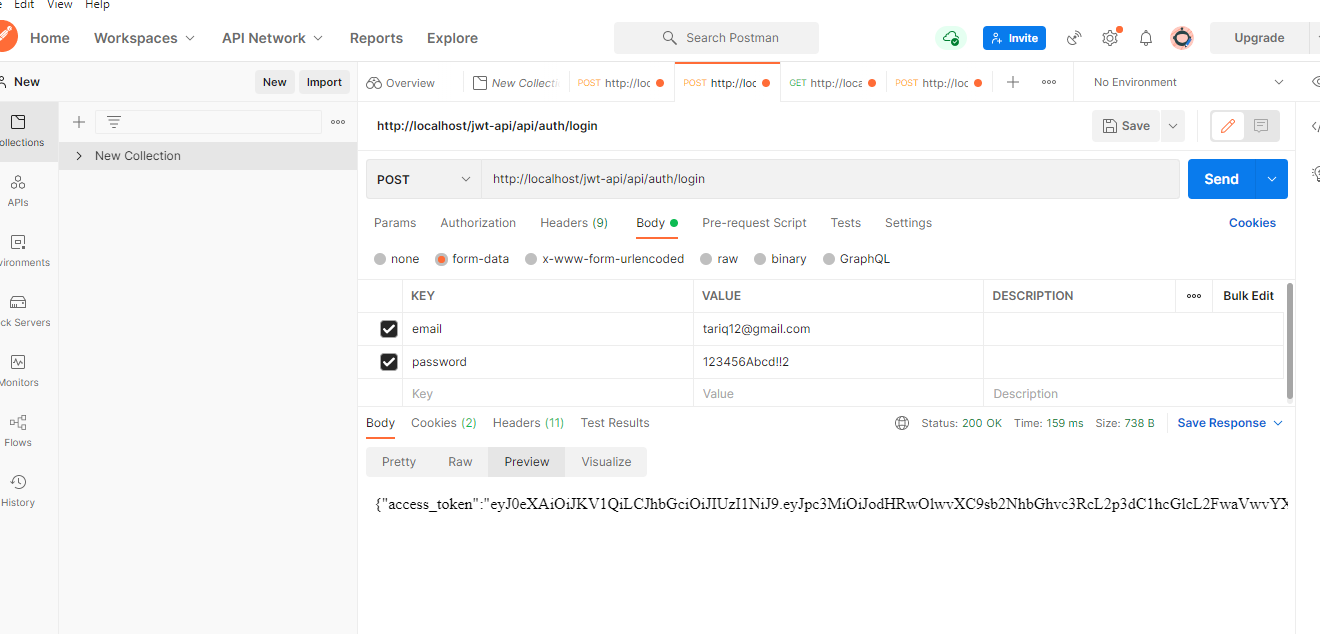 Edit View Help
Home Workspaces API Network Reports Explore Search Postman Invite Upgrade
New New Import Overview New Collecti POST http://loc POST http://loc GET http://loca POST http://loc No Environment
ollections New Collection
http://localhost/jwt-api/api/auth/login Save
POST http://localhost/jwt-api/api/auth/login Send
APIs
Params Authorization Headers (9) Body Pre-request Script Tests Settings Cookies
vironments
none form-data x-www-form-urlencoded raw binary GraphQL
KEY VALUE DESCRIPTION Bulk Edit
ck Servers
email tariq12@gmail.com
password 123456Abcd!!2
Monitors
Key Value Description
Body Cookies (2) Headers (11) Test Results Status: 200 OK Time: 159 ms Size: 738 B Save Response
Flows
Pretty Raw Preview Visualize
History
{"access_token":"eyJ0eXAiOiJKV1QiLCJhbGciOiJIUzI1NiJ9.eyJpc3MiOiJodHRwOlwvXC9sb2NhbGhvc3RcL2p3dC1hcGlcL2FwaVwvYX